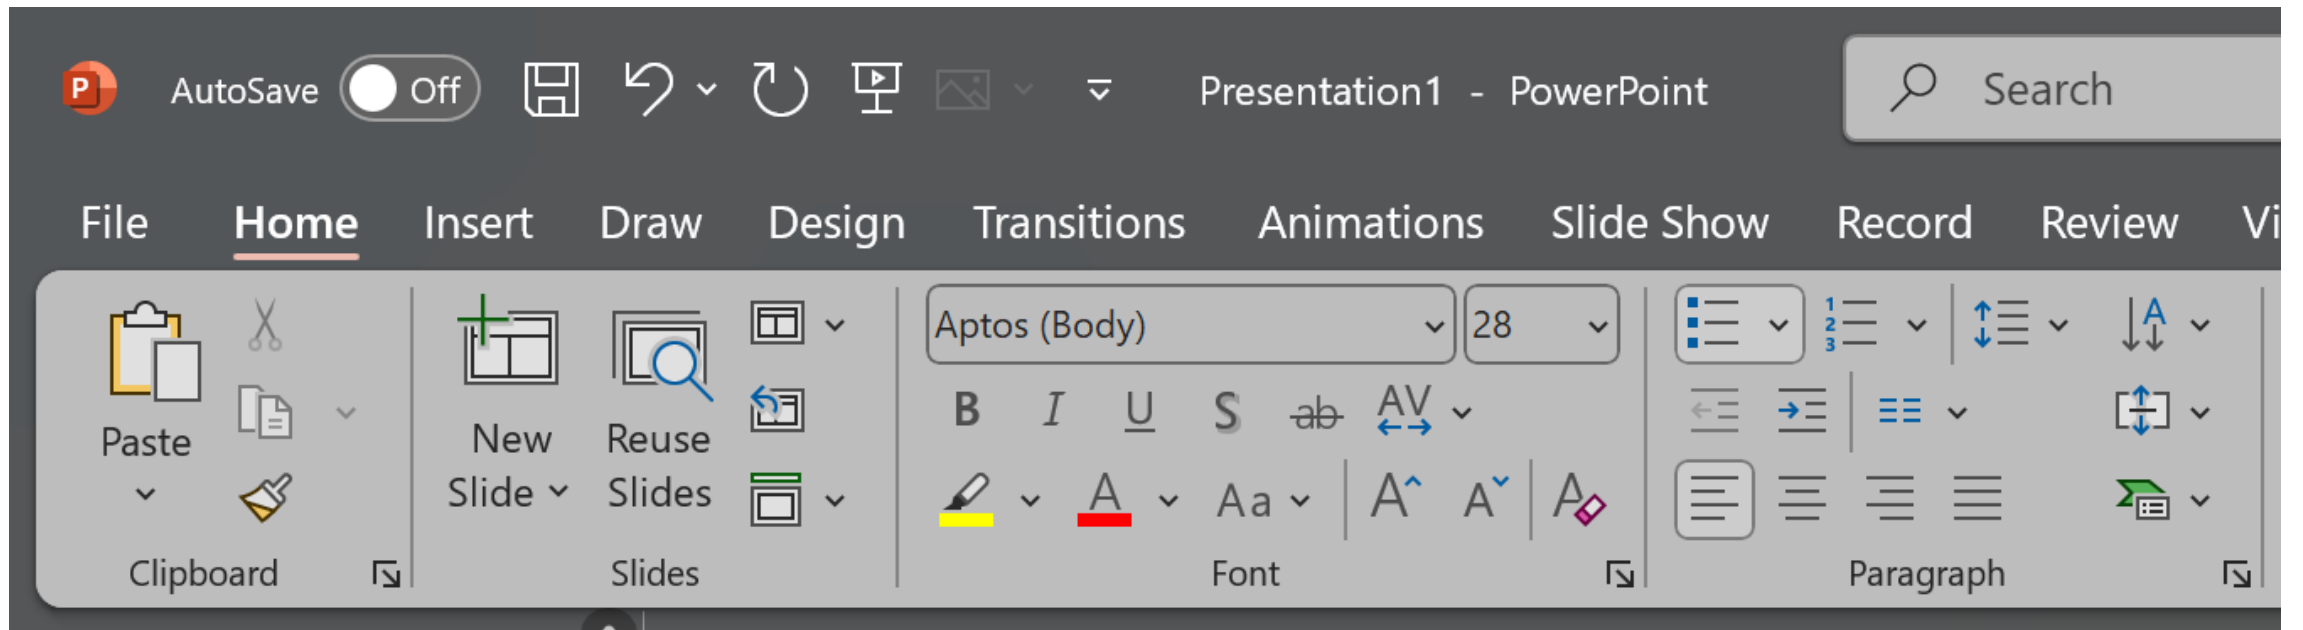 AutoSave Off Presentation1 - PowerPoint Search
File Home Insert Draw Design Transitions Animations Slide Show Record Review Vi
Paste
New Slide
Reuse Slides
Aptos (Body) 28
B I U S ab AV
A Aa A A A
Clipboard Slides Font Paragraph